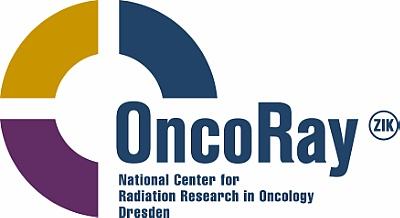 OncoRay ZIK
National Center for
Radiation Research in Oncology
Dresden